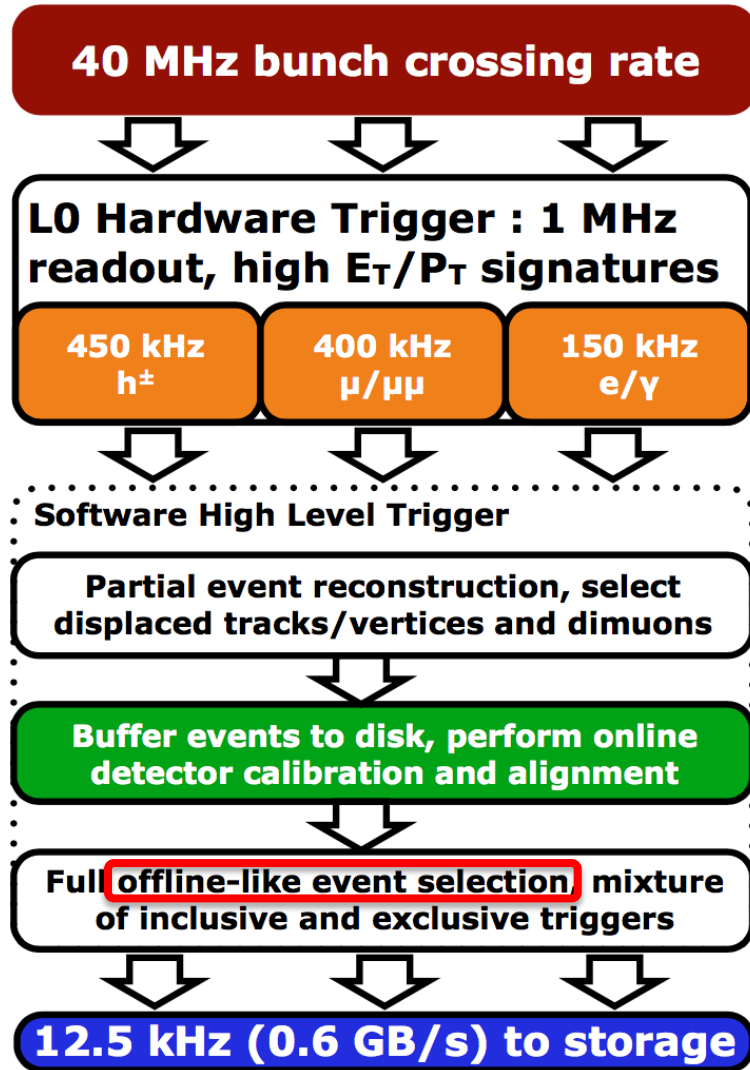 40 MHz bunch crossing rate
L0 Hardware Trigger : 1 MHz
readout, high Eᴛ/Pᴛ signatures
450 kHz
h±
400 kHz
μ/μμ
150 kHz
e/γ
Software High Level Trigger
Partial event reconstruction, select
displaced tracks/vertices and dimuons
Buffer events to disk, perform online
detector calibration and alignment
Full offline-like event selection, mixture
of inclusive and exclusive triggers
12.5 kHz (0.6 GB/s) to storage